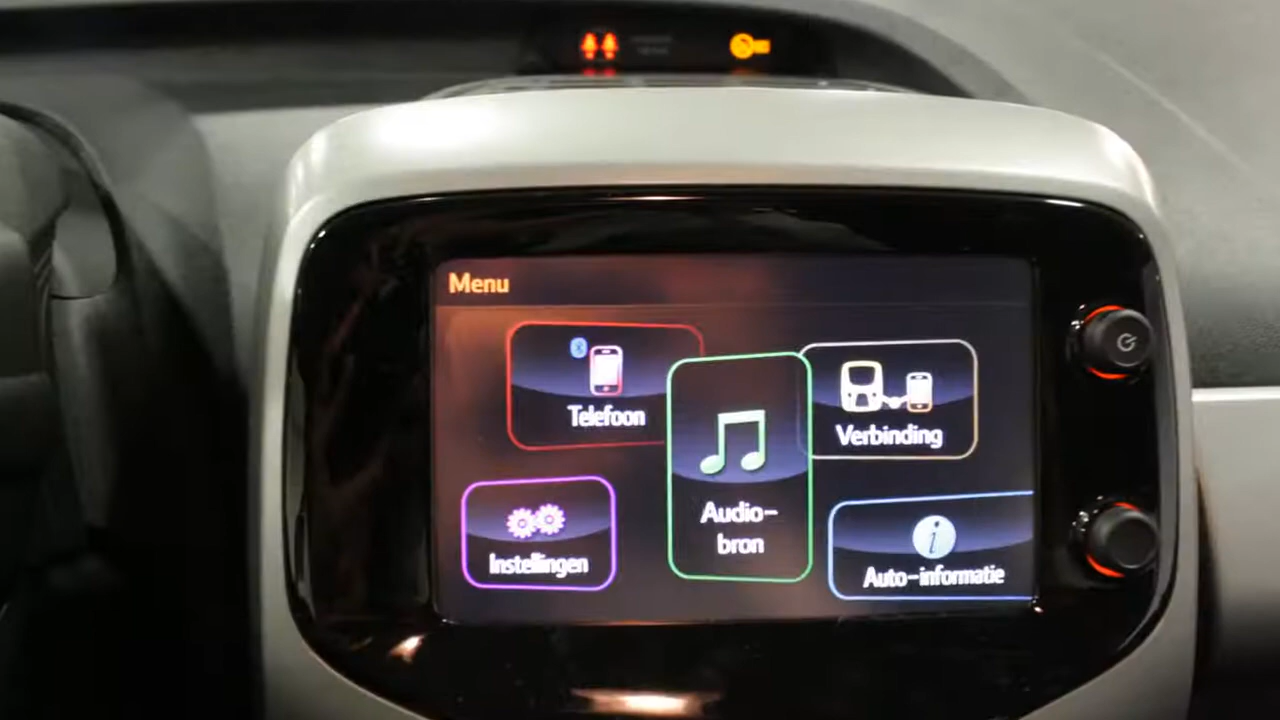 Menu
Telefoon
Verbinding
Audio-
bron
Instellingen
Auto-informatie